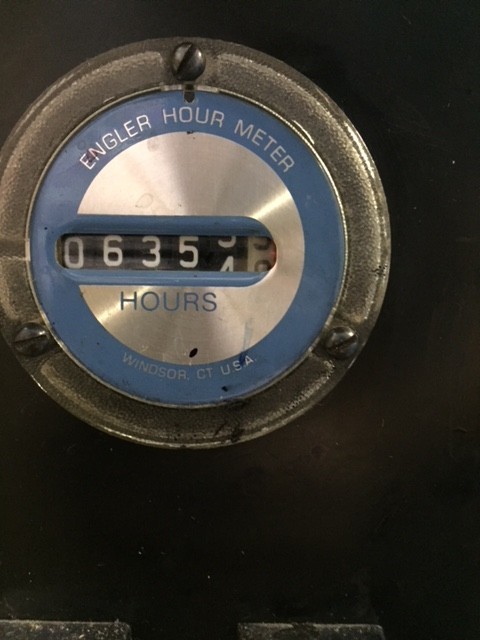 ENGLER HOUR METER
0635
HOURS
WINDSOR, CT U.S.A.